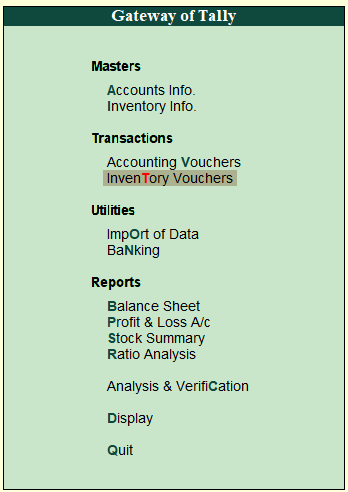 Gateway of Tally
Masters
Accounts Info.
Inventory Info.
Transactions
Accounting Vouchers
InvenTory Vouchers
Utilities
ImpOrt of Data
BaNking
Reports
Balance Sheet
Profit & Loss A/c
Stock Summary
Ratio Analysis
Analysis & VerifiCation
Display
Quit